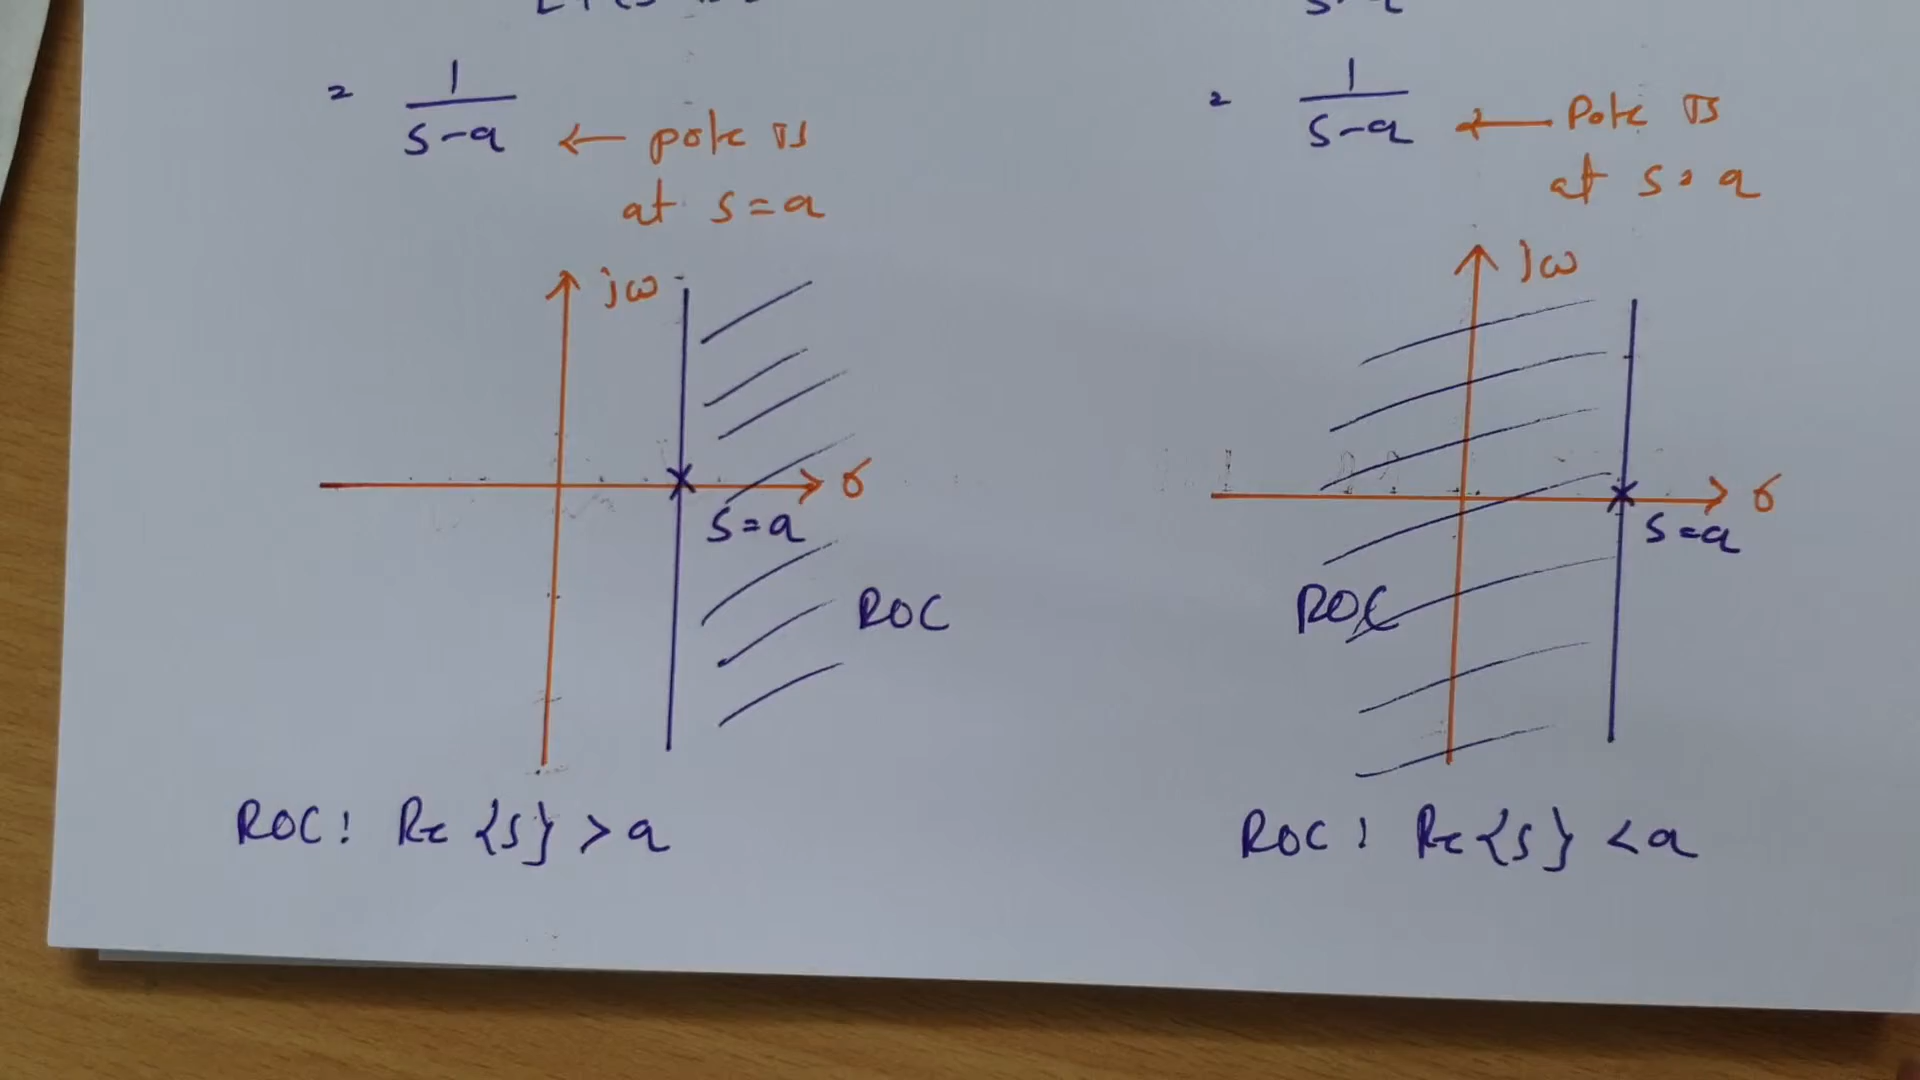 = 1/(s-a) ← pole is
at s=a
jω
σ
s=a
ROC
ROC: Re{s} > a
= 1/(s-a) ← Pole is
at s=a
jω
σ
s=a
ROC
ROC: Re{s} < a